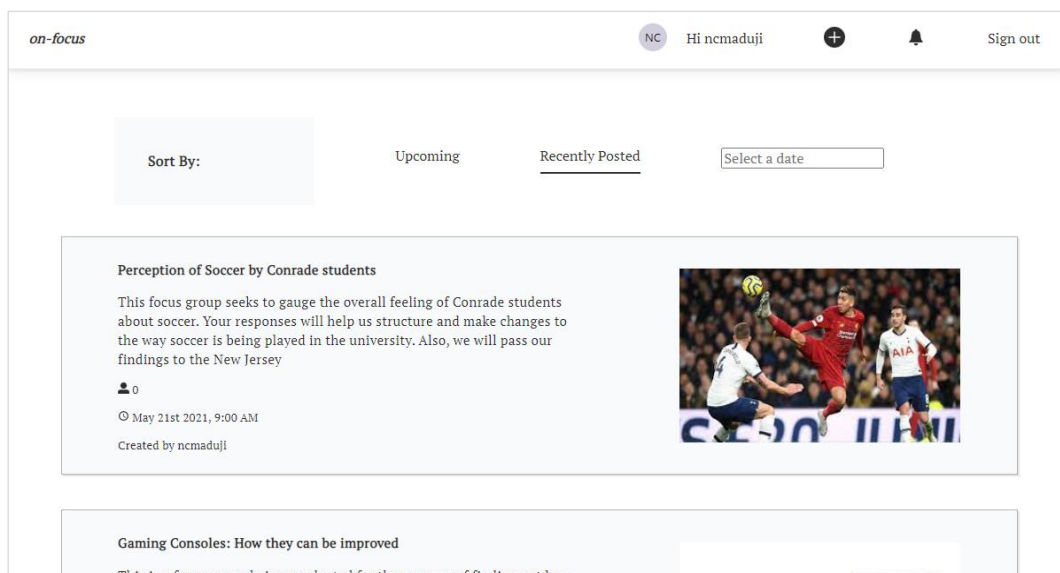 on-focus
NC
Hi ncmaduji
Sign out
Sort By:
Upcoming
Recently Posted
Select a date
Perception of Soccer by Conrade students
This focus group seeks to gauge the overall feeling of Conrade students
about soccer. Your responses will help us structure and make changes to
the way soccer is being played in the university. Also, we will pass our
findings to the New Jersey
0
May 21st 2021, 9:00 AM
Created by ncmaduji
AIA
4
Gaming Consoles: How they can be improved